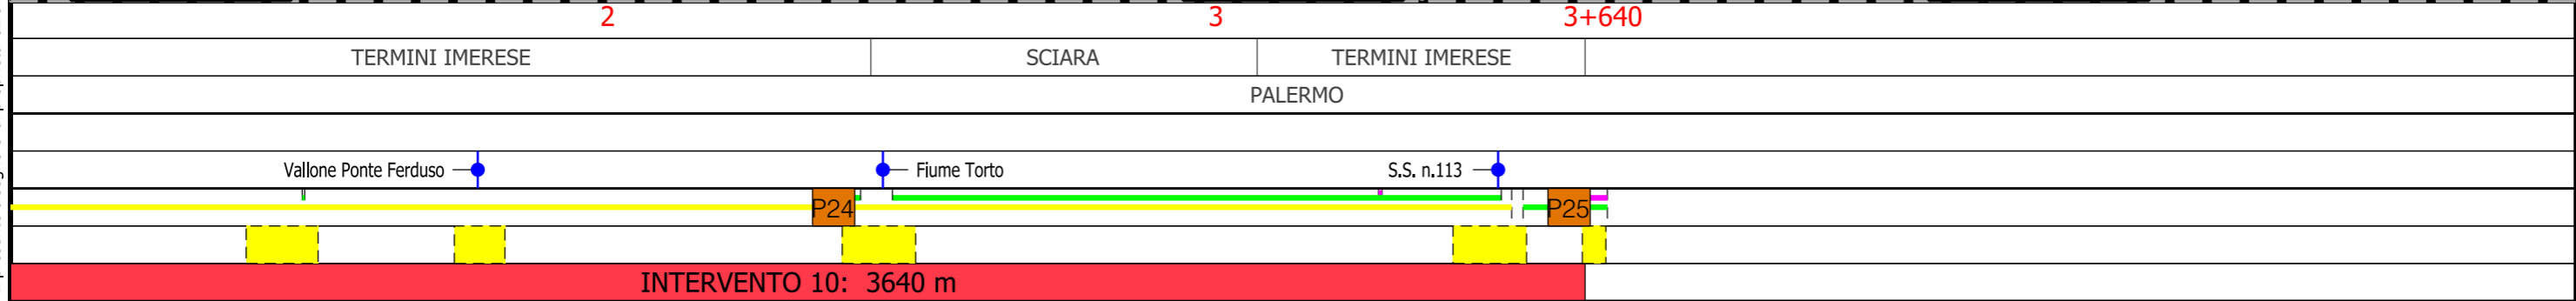 2 3 3+640
TERMINI IMERESE SCIARA TERMINI IMERESE
PALERMO
Vallone Ponte Ferduso Fiume Torto S.S. n.113
P24 P25
INTERVENTO 10: 3640 m